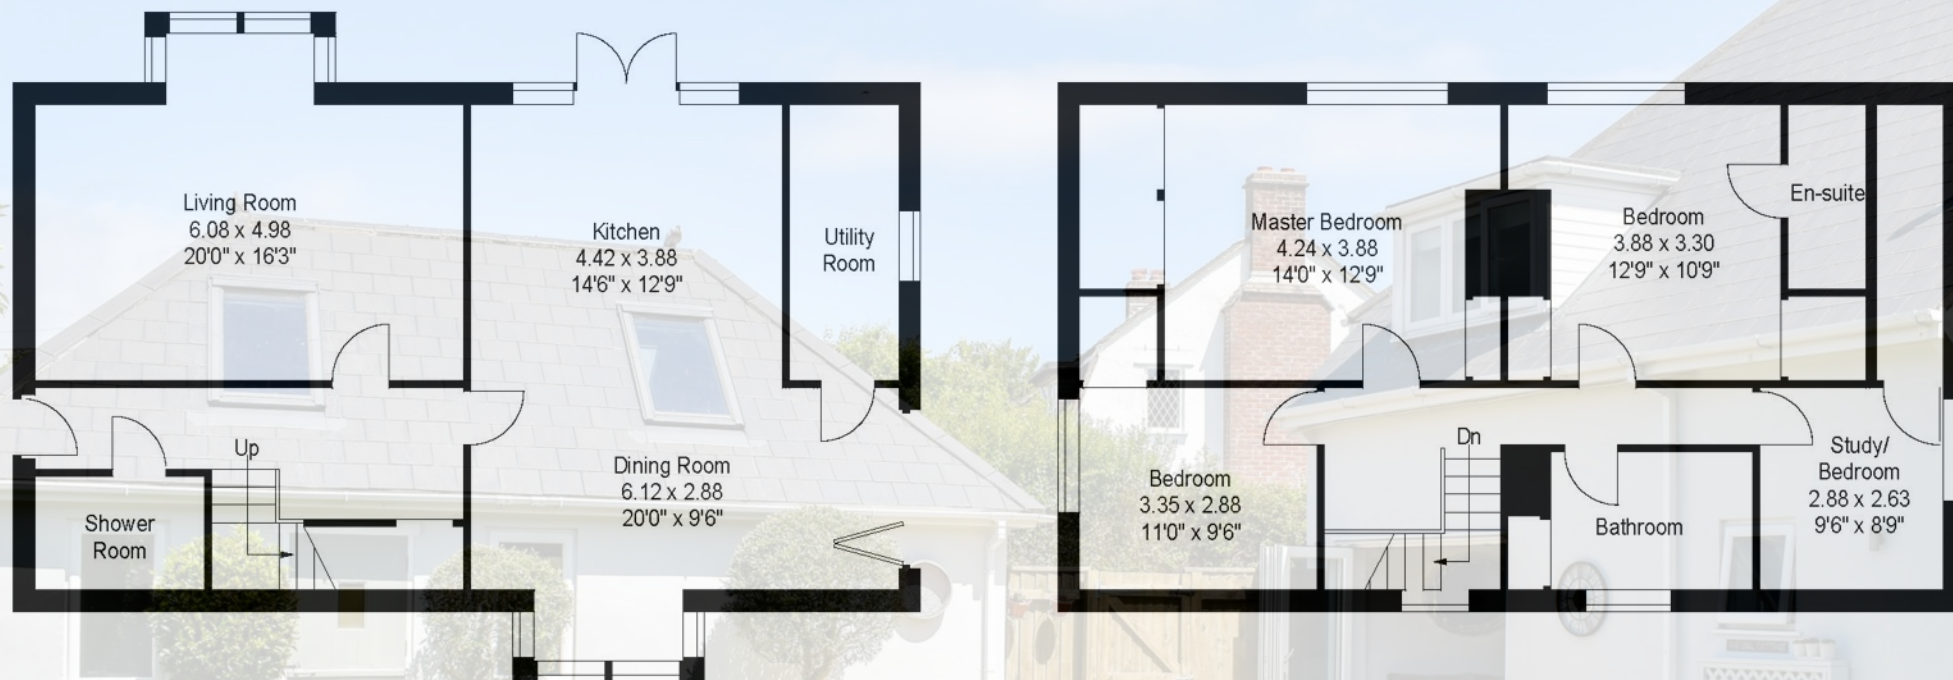 Living Room
6.08 x 4.98
20'0" x 16'3"
Kitchen
4.42 x 3.88
14'6" x 12'9"
Utility
Room
Up
Dining Room
6.12 x 2.88
20'0" x 9'6"
Shower
Room
Master Bedroom
4.24 x 3.88
14'0" x 12'9"
Bedroom
3.88 x 3.30
12'9" x 10'9"
En-suite
Dn
Bedroom
3.35 x 2.88
11'0" x 9'6"
Bathroom
Study/
Bedroom
2.88 x 2.63
9'6" x 8'9"